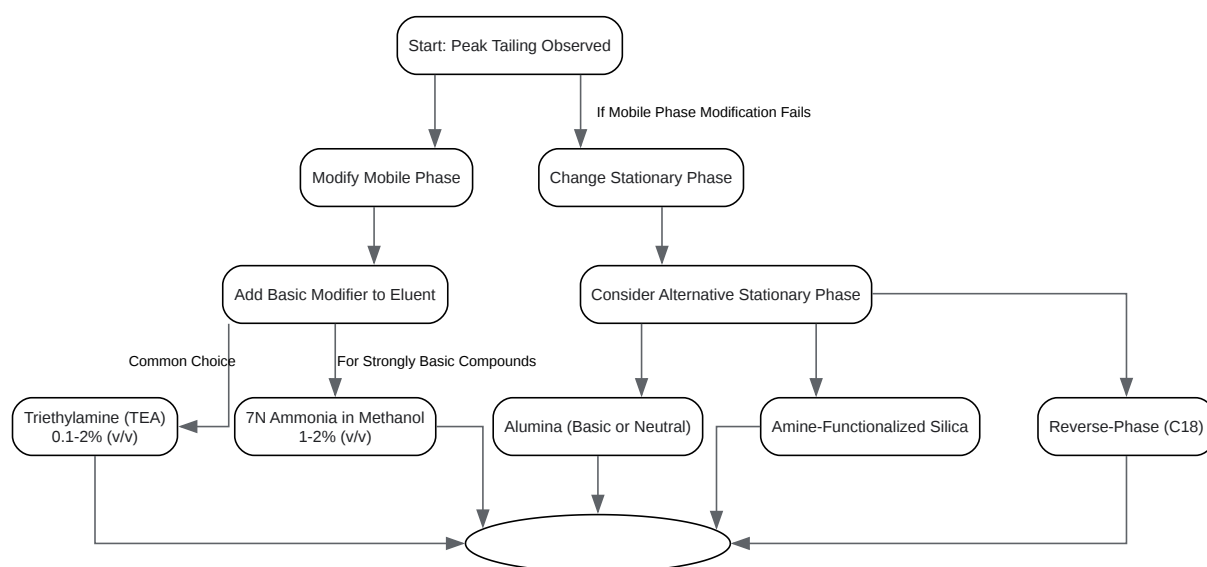 Start: Peak Tailing Observed
If Mobile Phase Modification Fails
Modify Mobile Phase
Change Stationary Phase
Add Basic Modifier to Eluent
Consider Alternative Stationary Phase
Common Choice
For Strongly Basic Compounds
Triethylamine (TEA)
0.1-2% (v/v)
7N Ammonia in Methanol
1-2% (v/v)
Alumina (Basic or Neutral)
Amine-Functionalized Silica
Reverse-Phase (C18)